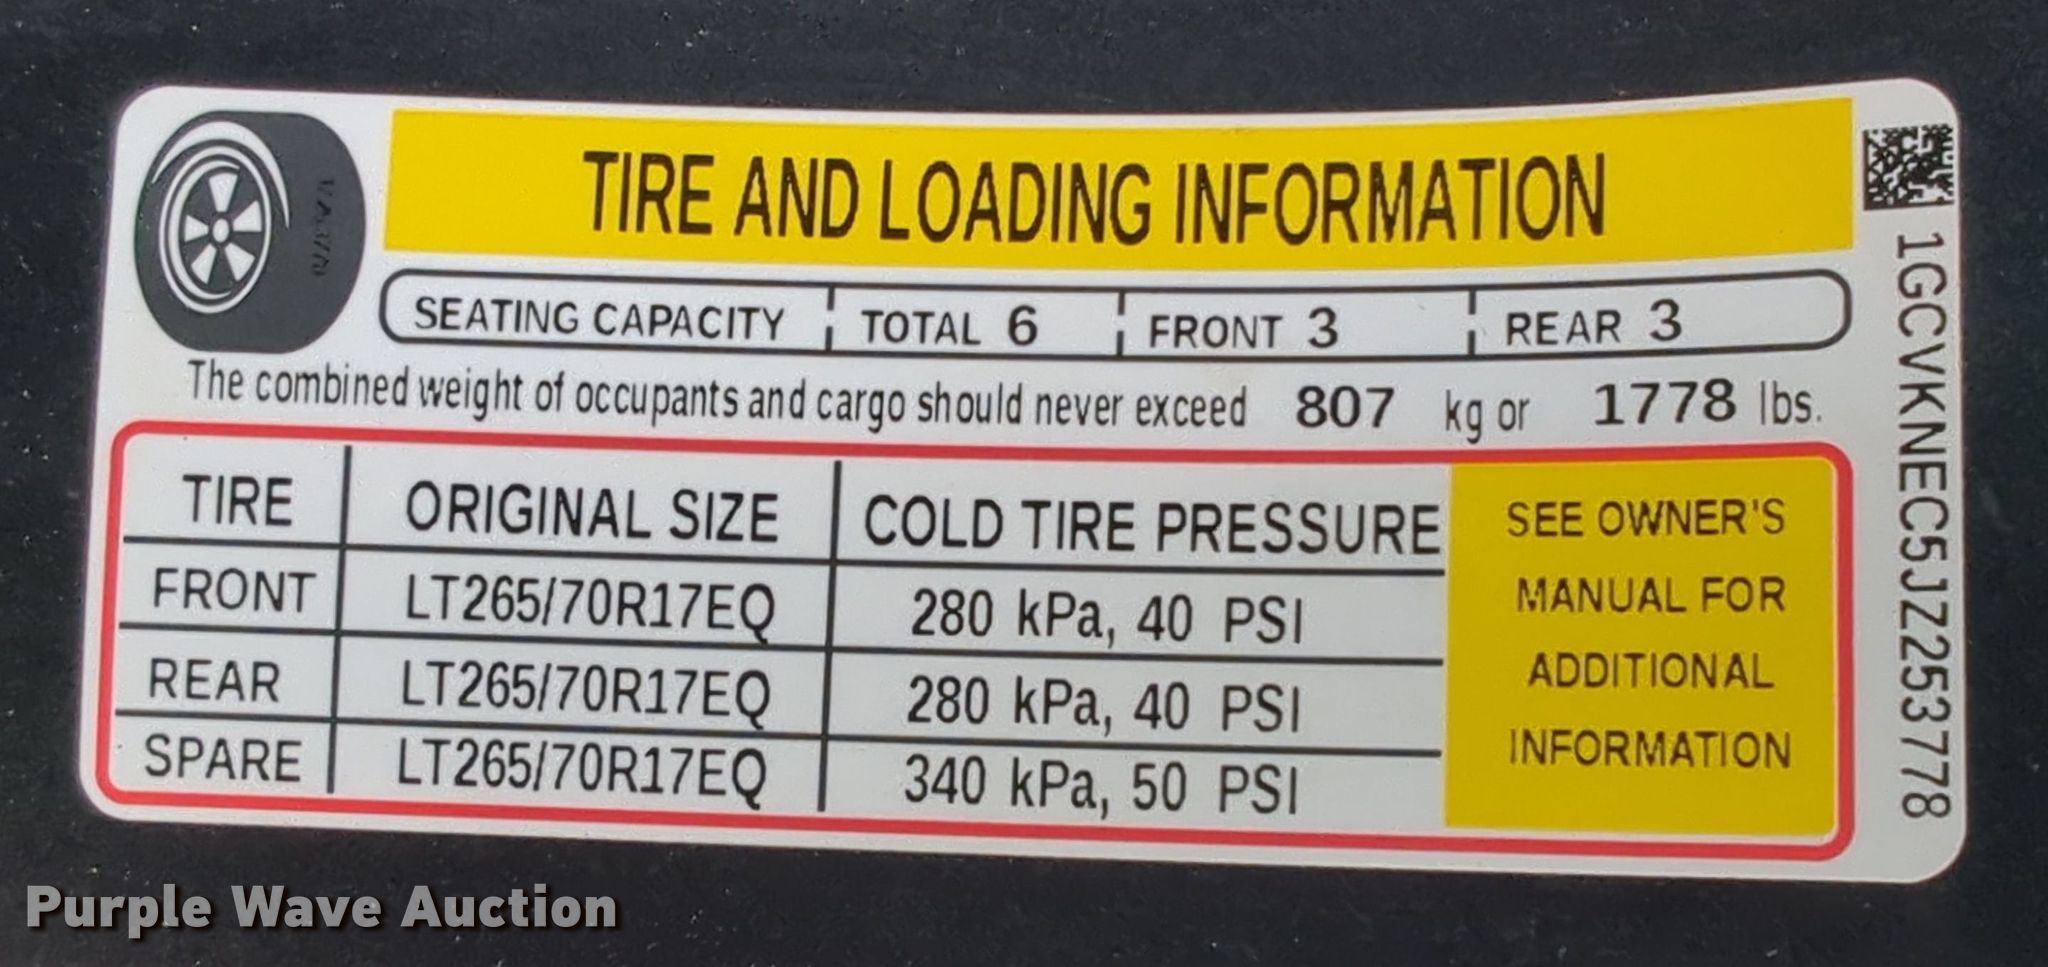 TIRE AND LOADING INFORMATION
SEATING CAPACITY TOTAL 6 FRONT 3 REAR 3
The combined weight of occupants and cargo should never exceed 807 kg or 1778 lbs.
TIRE ORIGINAL SIZE COLD TIRE PRESSURE
FRONT LT265/70R17EQ 280 kPa, 40 PSI
REAR LT265/70R17EQ 280 kPa, 40 PSI
SPARE LT265/70R17EQ 340 kPa, 50 PSI
SEE OWNER'S
MANUAL FOR
ADDITIONAL
INFORMATION
1GCVKNEC5JZ253778
Purple Wave Auction